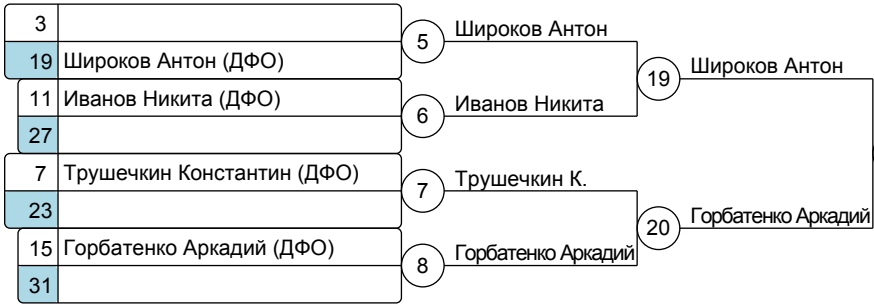 3
19 Широков Антон (ДФО)
5
Широков Антон
11 Иванов Никита (ДФО)
27
6
Иванов Никита
19
Широков Антон
7 Трушечкин Константин (ДФО)
23
7
Трушечкин К.
15 Горбатенко Аркадий (ДФО)
31
8
Горбатенко Аркадий
20
Горбатенко Аркадий